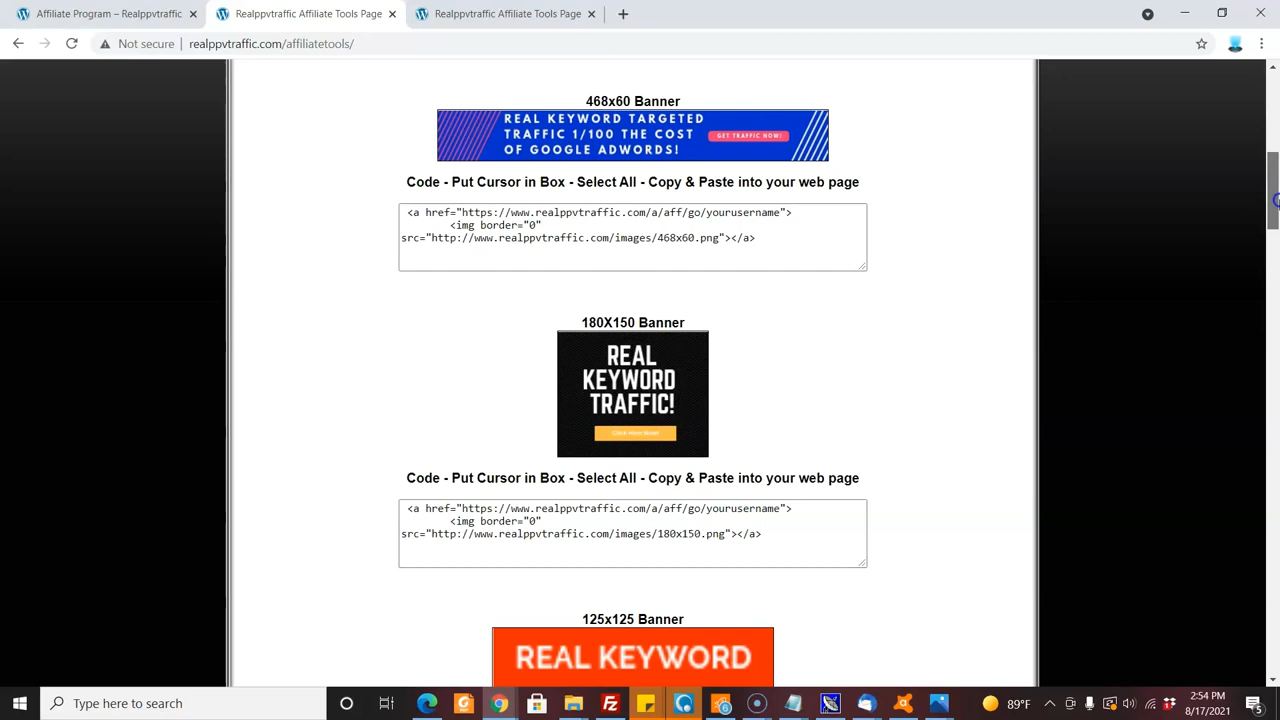 Affiliate Program – Realppvtraffic
Realppvtraffic Affiliate Tools Page
Realppvtraffic Affiliate Tools Page
Not secure
realppvtraffic.com/affiliatetools/
468x60 Banner
REAL KEYWORD TARGETED
TRAFFIC 1/100 THE COST
OF GOOGLE ADWORDS!
GET TRAFFIC NOW!
Code - Put Cursor in Box - Select All - Copy & Paste into your web page
<a href="https://www.realppvtraffic.com/a/aff/go/yourusername">
<img border="0"
src="http://www.realppvtraffic.com/images/468x60.png"></a>
180X150 Banner
REAL
KEYWORD
TRAFFIC!
Code - Put Cursor in Box - Select All - Copy & Paste into your web page
<a href="https://www.realppvtraffic.com/a/aff/go/yourusername">
<img border="0"
src="http://www.realppvtraffic.com/images/180x150.png"></a>
125x125 Banner
REAL KEYWORD
Type here to search
89°F
2:54 PM
8/17/2021